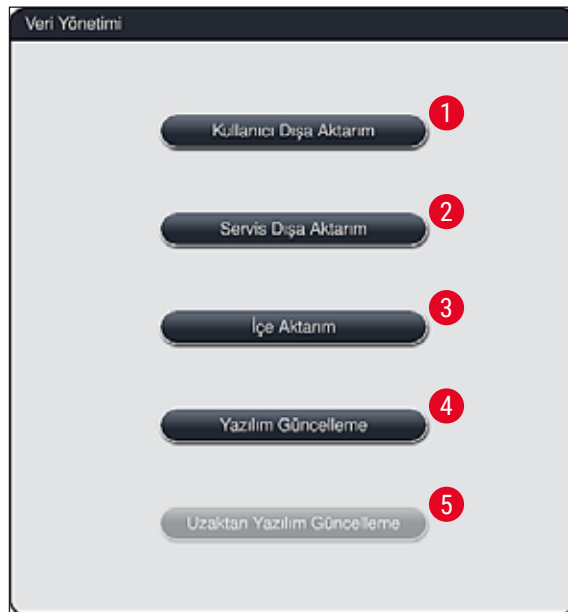 Veri Yönetimi
Kullanıcı Dışa Aktarım
1
Servis Dışa Aktarım
2
İçe Aktarım
3
Yazılım Güncelleme
4
Uzaktan Yazılım Güncelleme
5